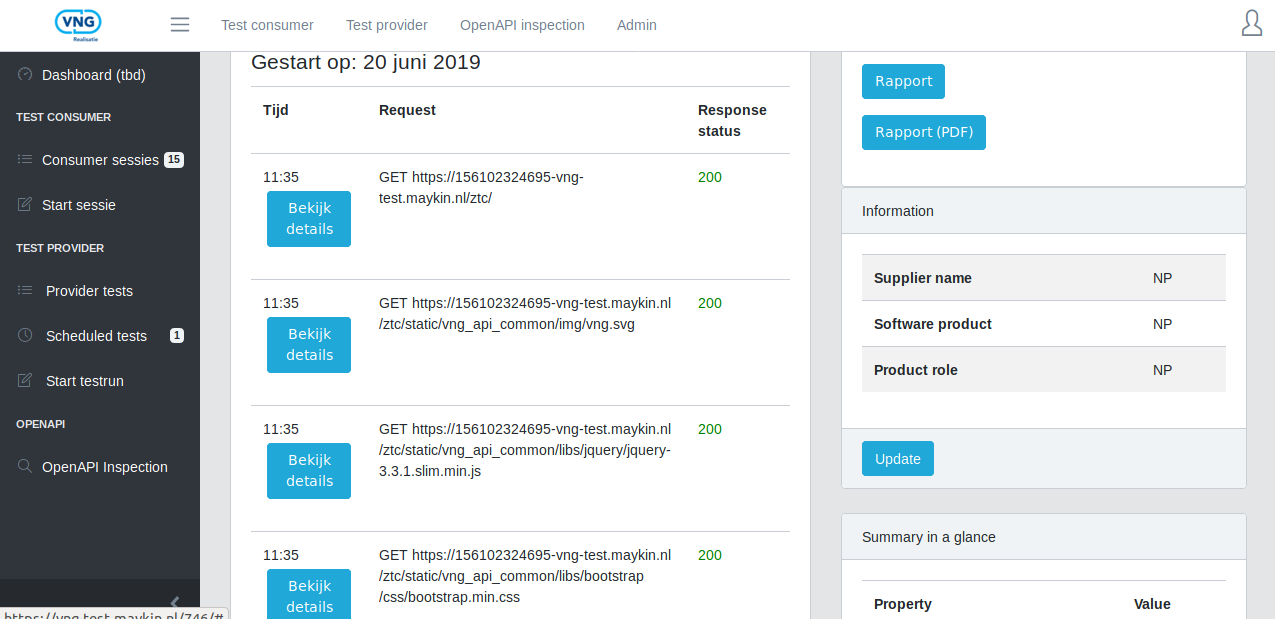 VNG
Realisatie
Test consumer
Test provider
OpenAPI inspection
Admin
Dashboard (tbd)
TEST CONSUMER
Consumer sessies 15
Start sessie
TEST PROVIDER
Provider tests
Scheduled tests 1
Start testrun
OPENAPI
OpenAPI Inspection
https://vng.test.maykin.nl/746/#
Gestart op: 20 juni 2019
Tijd
Request
Response
status
11:35
Bekijk
details
GET https://156102324695-vng-
test.maykin.nl/ztc/
200
11:35
Bekijk
details
GET https://156102324695-vng-test.maykin.nl
/ztc/static/vng_api_common/img/vng.svg
200
11:35
Bekijk
details
GET https://156102324695-vng-test.maykin.nl
/ztc/static/vng_api_common/libs/jquery/jquery-
3.3.1.slim.min.js
200
11:35
Bekijk
details
GET https://156102324695-vng-test.maykin.nl
/ztc/static/vng_api_common/libs/bootstrap
/css/bootstrap.min.css
200
Rapport
Rapport (PDF)
Information
Supplier name NP
Software product NP
Product role NP
Update
Summary in a glance
Property Value